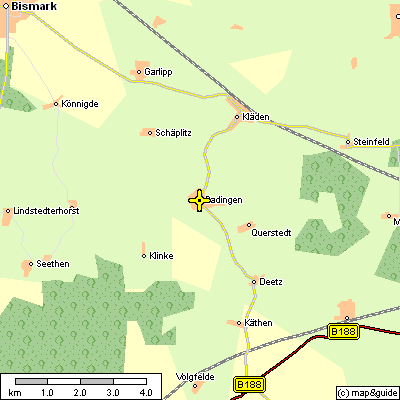 Bismark
Garlipp
Könnigde
Kläden
Schäplitz
Steinfeld
Badingen
Lindstedterhorst
M
Querstedt
Klinke
Seethen
Deetz
Käthen
B188
B188
Volgfelde
km 1.0 2.0 3.0 4.0
(c) map&guide